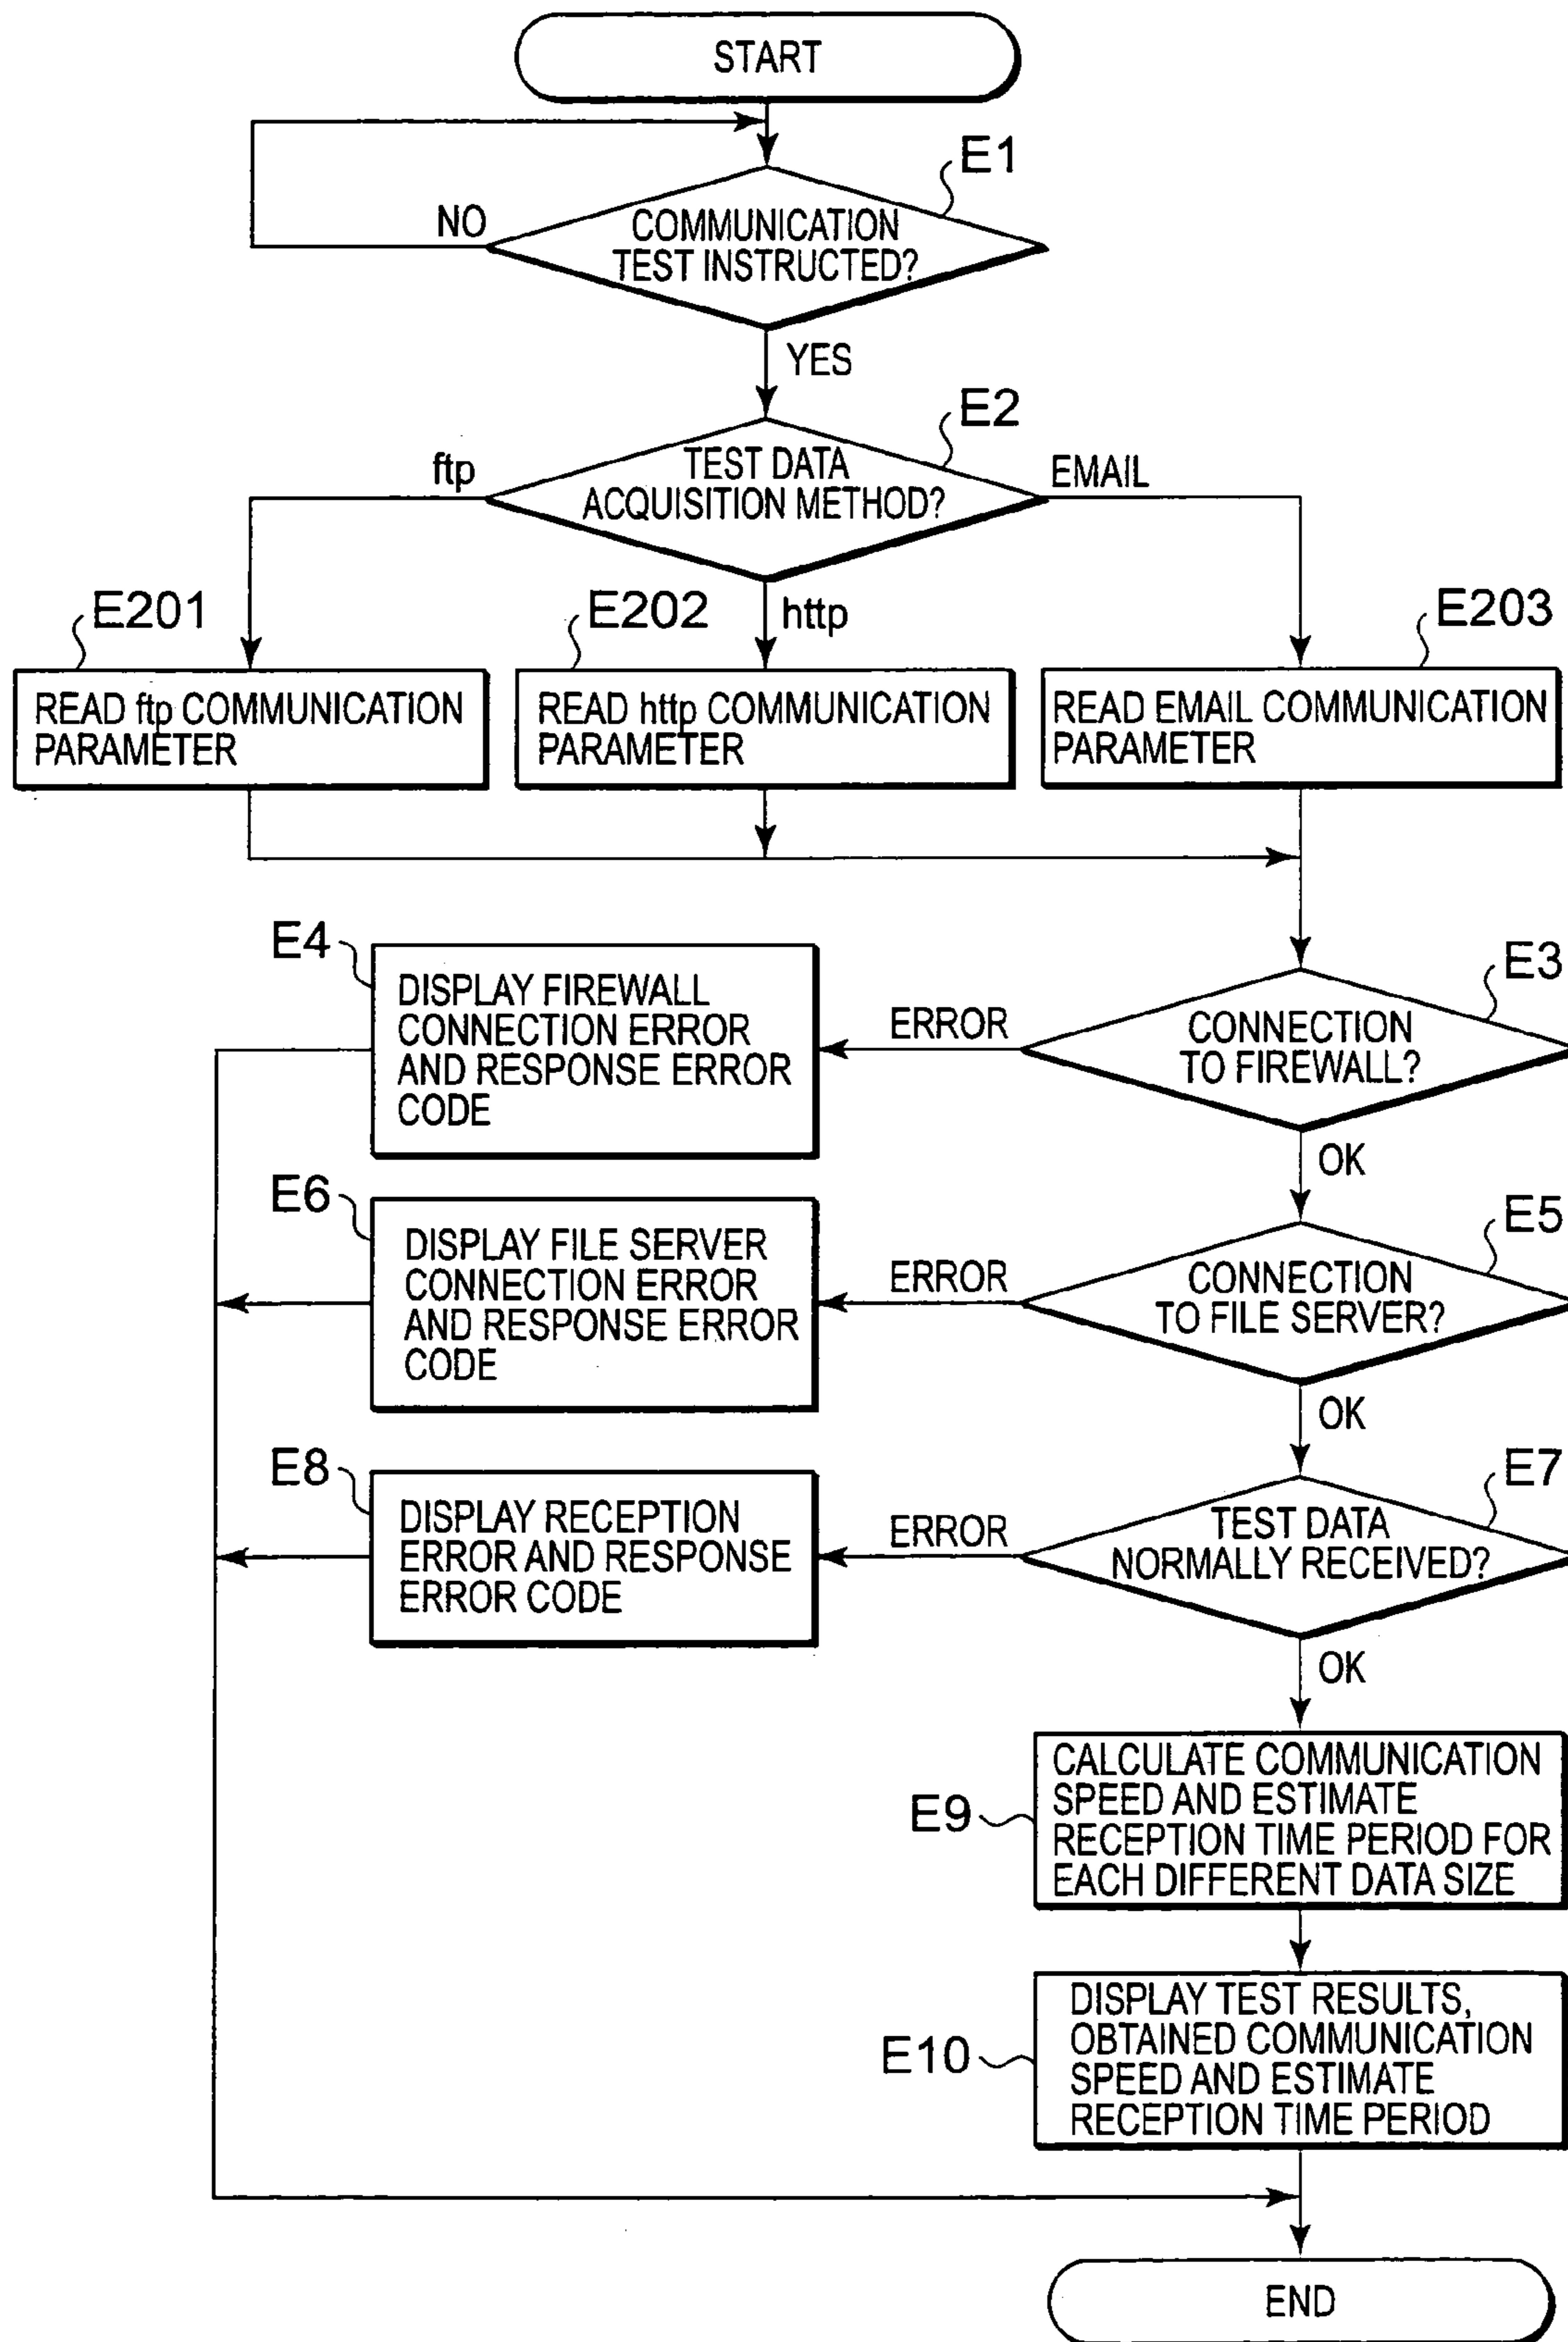 START
E1
NO
COMMUNICATION
TEST INSTRUCTED?
YES
E2
ftp
TEST DATA
ACQUISITION METHOD?
EMAIL
E201
E202
http
E203
READ ftp COMMUNICATION
PARAMETER
READ http COMMUNICATION
PARAMETER
READ EMAIL COMMUNICATION
PARAMETER
E4
DISPLAY FIREWALL
CONNECTION ERROR
AND RESPONSE ERROR
CODE
ERROR
E3
CONNECTION
TO FIREWALL?
OK
E6
DISPLAY FILE SERVER
CONNECTION ERROR
AND RESPONSE ERROR
CODE
ERROR
E5
CONNECTION
TO FILE SERVER?
OK
E8
DISPLAY RECEPTION
ERROR AND RESPONSE
ERROR CODE
ERROR
E7
TEST DATA
NORMALLY RECEIVED?
OK
E9
CALCULATE COMMUNICATION
SPEED AND ESTIMATE
RECEPTION TIME PERIOD FOR
EACH DIFFERENT DATA SIZE
E10
DISPLAY TEST RESULTS,
OBTAINED COMMUNICATION
SPEED AND ESTIMATE
RECEPTION TIME PERIOD
END